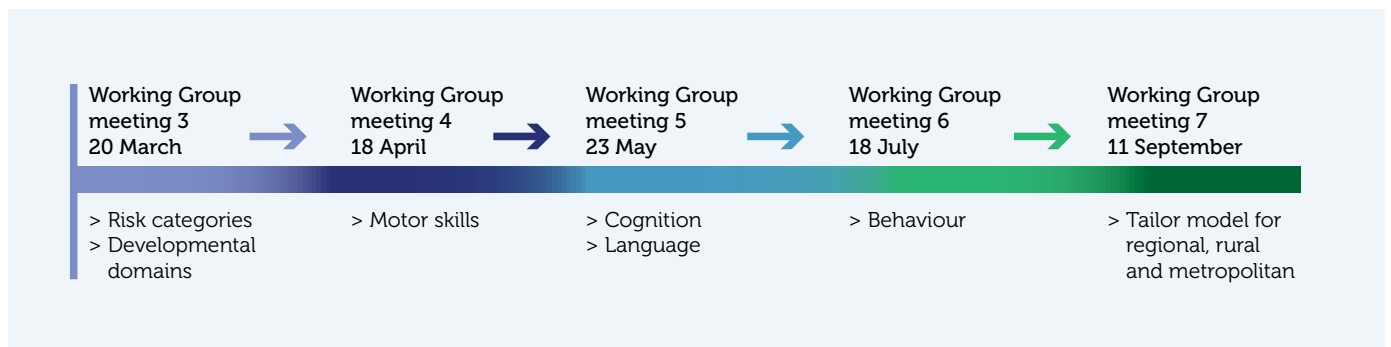 Working Group
meeting 3
20 March
Working Group
meeting 4
18 April
Working Group
meeting 5
23 May
Working Group
meeting 6
18 July
Working Group
meeting 7
11 September
> Risk categories
> Developmental
domains
> Motor skills
> Cognition
> Language
> Behaviour
> Tailor model for
regional, rural
and metropolitan